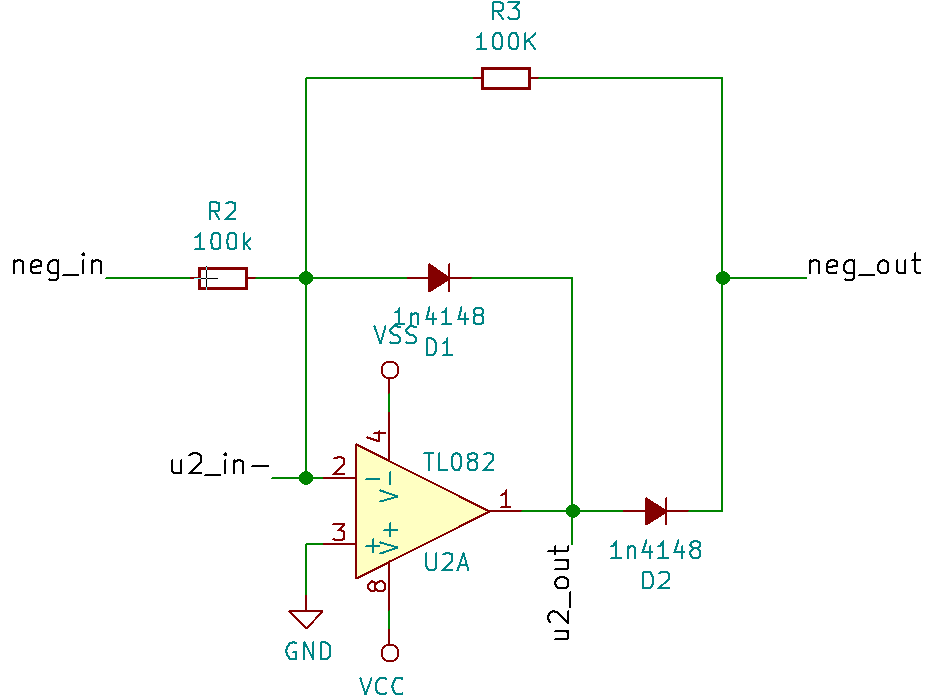 R3
100K
R2
100k
neg_in
neg_out
1n4148
VSS
D1
4
u2_in-
2
TL082
V-
1
3
V+
1n4148
U2A
D2
8
u2_out
GND
VCC